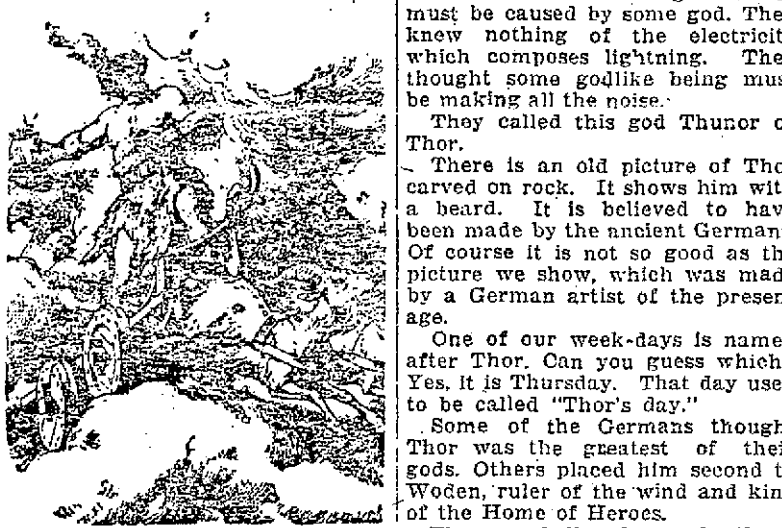 must be caused by some god. The
knew nothing of the electricit
which composes lightning. The
thought some godlike being mus
be making all the noise.
They called this god Thunor o
Thor.
There is an old picture of Tho
carved on rock. It shows him wit
a beard. It is believed to hav
been made by the ancient German
Of course it is not so good as th
picture we show, which was mad
by a German artist of the presen
age.
One of our week-days is name
after Thor. Can you guess which
Yes, it is Thursday. That day use
to be called "Thor's day."
Some of the Germans though
Thor was the greatest of thei
gods. Others placed him second t
Woden, ruler of the wind and kin
of the Home of Heroes.